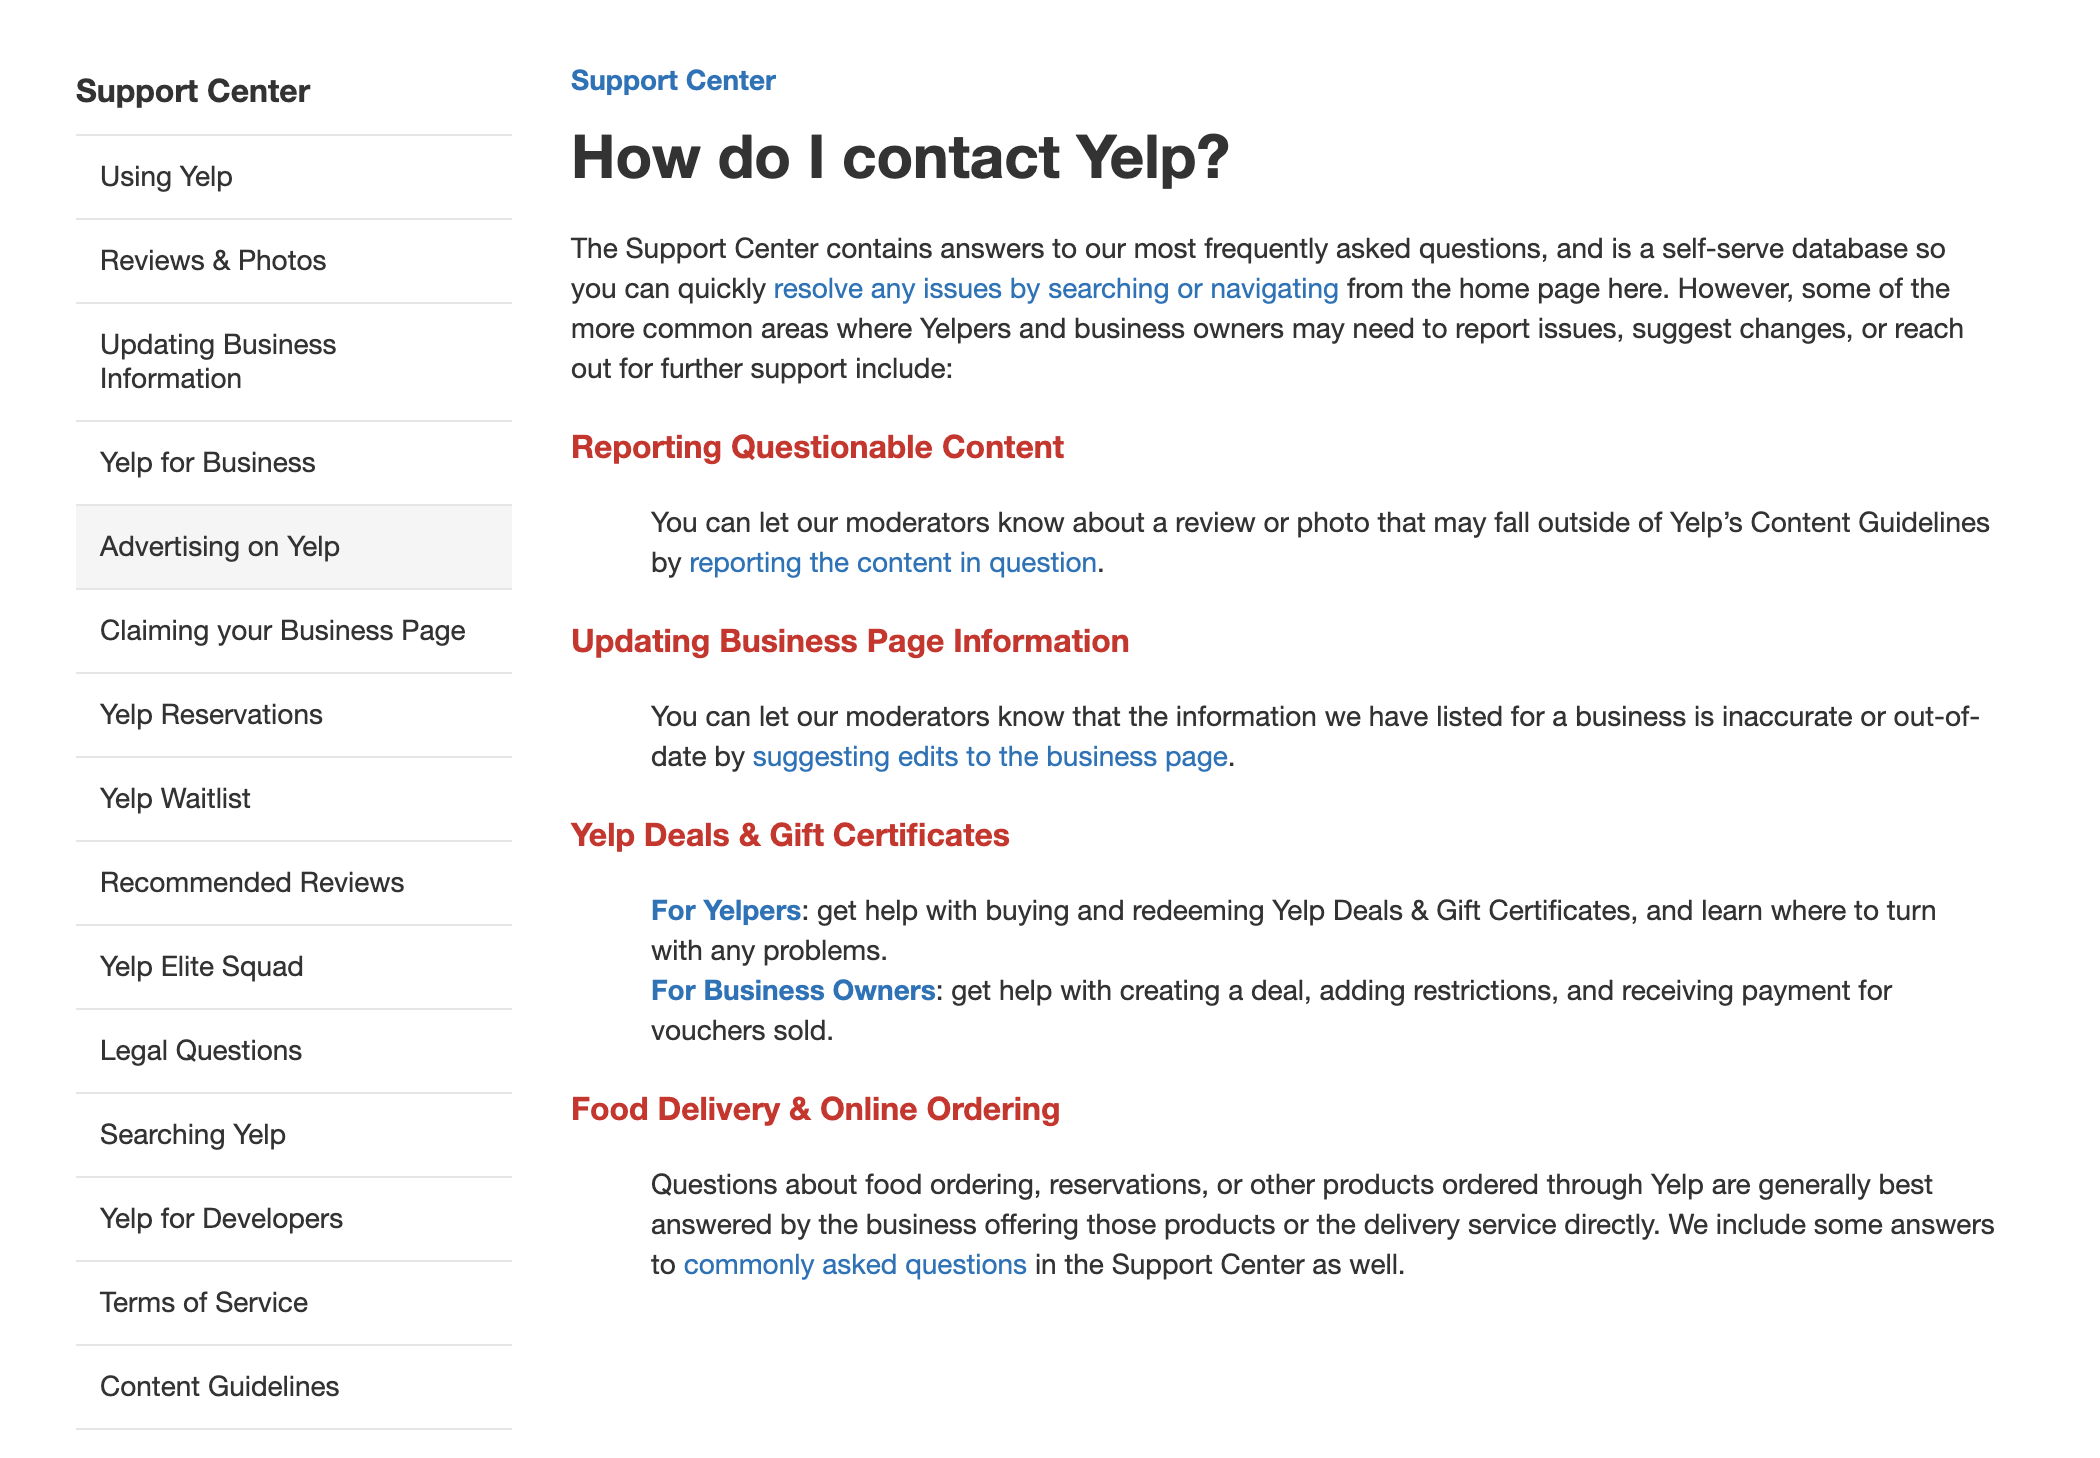 Support Center
Using Yelp
Reviews & Photos
Updating Business
Information
Yelp for Business
Advertising on Yelp
Claiming your Business Page
Yelp Reservations
Yelp Waitlist
Recommended Reviews
Yelp Elite Squad
Legal Questions
Searching Yelp
Yelp for Developers
Terms of Service
Content Guidelines
Support Center
How do I contact Yelp?
The Support Center contains answers to our most frequently asked questions, and is a self-serve database so
you can quickly resolve any issues by searching or navigating from the home page here. However, some of the
more common areas where Yelpers and business owners may need to report issues, suggest changes, or reach
out for further support include:
Reporting Questionable Content
You can let our moderators know about a review or photo that may fall outside of Yelp’s Content Guidelines
by reporting the content in question.
Updating Business Page Information
You can let our moderators know that the information we have listed for a business is inaccurate or out-of-
date by suggesting edits to the business page.
Yelp Deals & Gift Certificates
For Yelpers: get help with buying and redeeming Yelp Deals & Gift Certificates, and learn where to turn
with any problems.
For Business Owners: get help with creating a deal, adding restrictions, and receiving payment for
vouchers sold.
Food Delivery & Online Ordering
Questions about food ordering, reservations, or other products ordered through Yelp are generally best
answered by the business offering those products or the delivery service directly. We include some answers
to commonly asked questions in the Support Center as well.